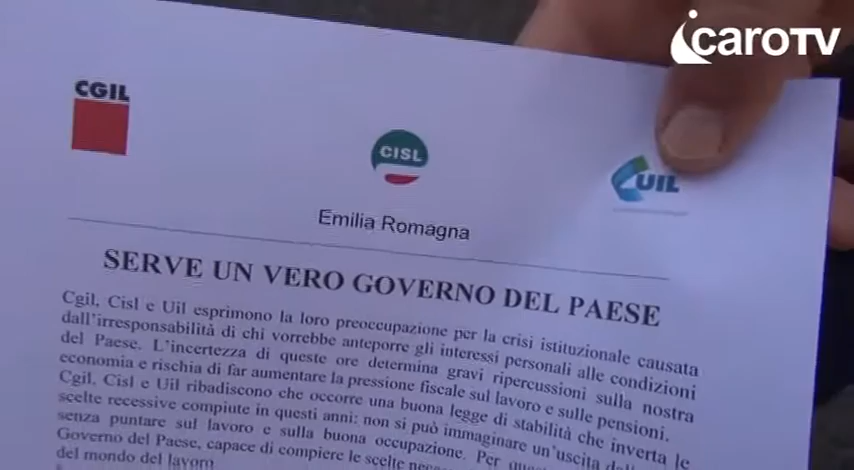 icaroTV
CGIL
CISL
UIL
Emilia Romagna
SERVE UN VERO GOVERNO DEL PAESE
Cgil, Cisl e Uil esprimono la loro preoccupazione per la crisi istituzionale causata
dall'irresponsabilità di chi vorrebbe anteporre gli interessi personali alle condizioni
del Paese. L'incertezza di queste ore determina gravi ripercussioni sulla nostra
economia e rischia di far aumentare la pressione fiscale sul lavoro e sulle pensioni.
Cgil, Cisl e Uil ribadiscono che occorre una buona legge di stabilità che inverta le
scelte recessive compiute in questi anni: non si può immaginare un'uscita dalla
senza puntare sul lavoro e sulla buona occupazione. Per
Governo del Paese, capace di compiere le scelte
del mondo del lavoro